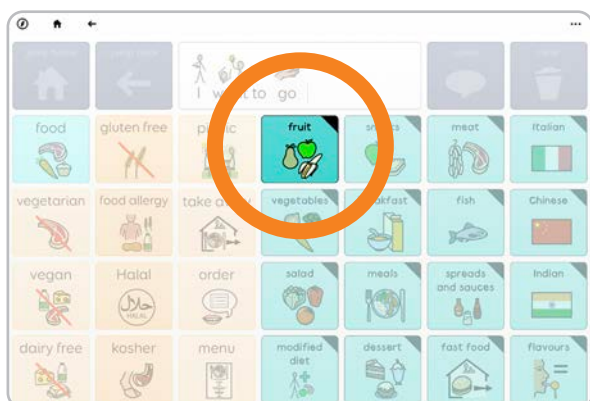 I want to go
food gluten free picnic fruit snacks meat Italian
vegetarian food allergy take away vegetables breakfast fish Chinese
vegan Halal order salad meals spreads and sauces Indian
حلال
HALAL
dairy free kosher menu modified diet dessert fast food flavours